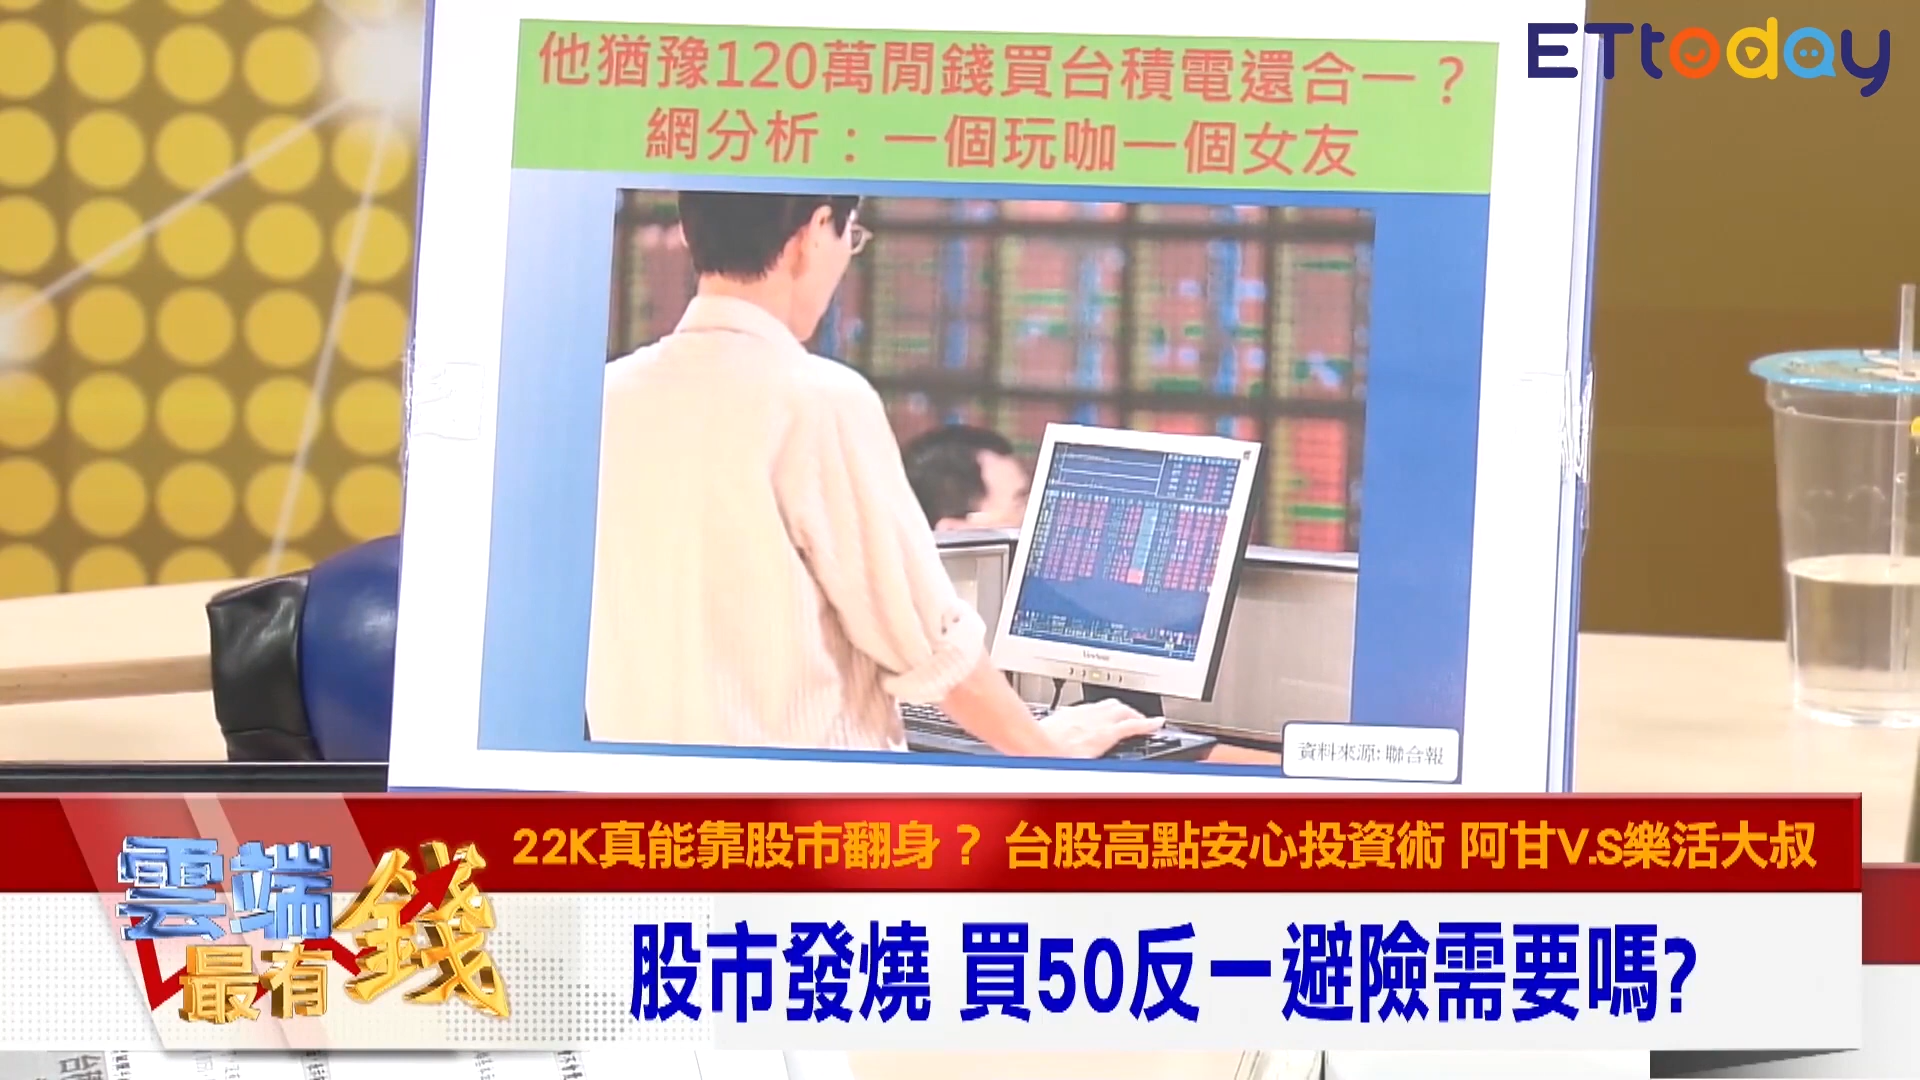 ETtoday
他猶豫120萬閒錢買台積電還合一？
網分析：一個玩咖一個女友
ViewSonic
資料來源:聯合報
22K真能靠股市翻身？ 台股高點安心投資術 阿甘V.S樂活大叔
雲端最有錢
股市發燒 買50反一避險需要嗎?